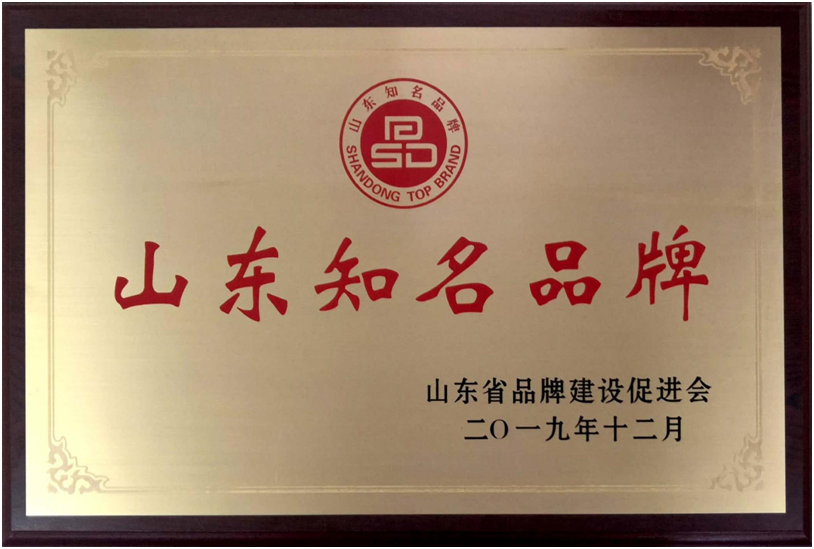 山东知名品牌
PSD
SHANDONG TOP BRAND
山东知名品牌
山东省品牌建设促进会
二〇一九年十二月